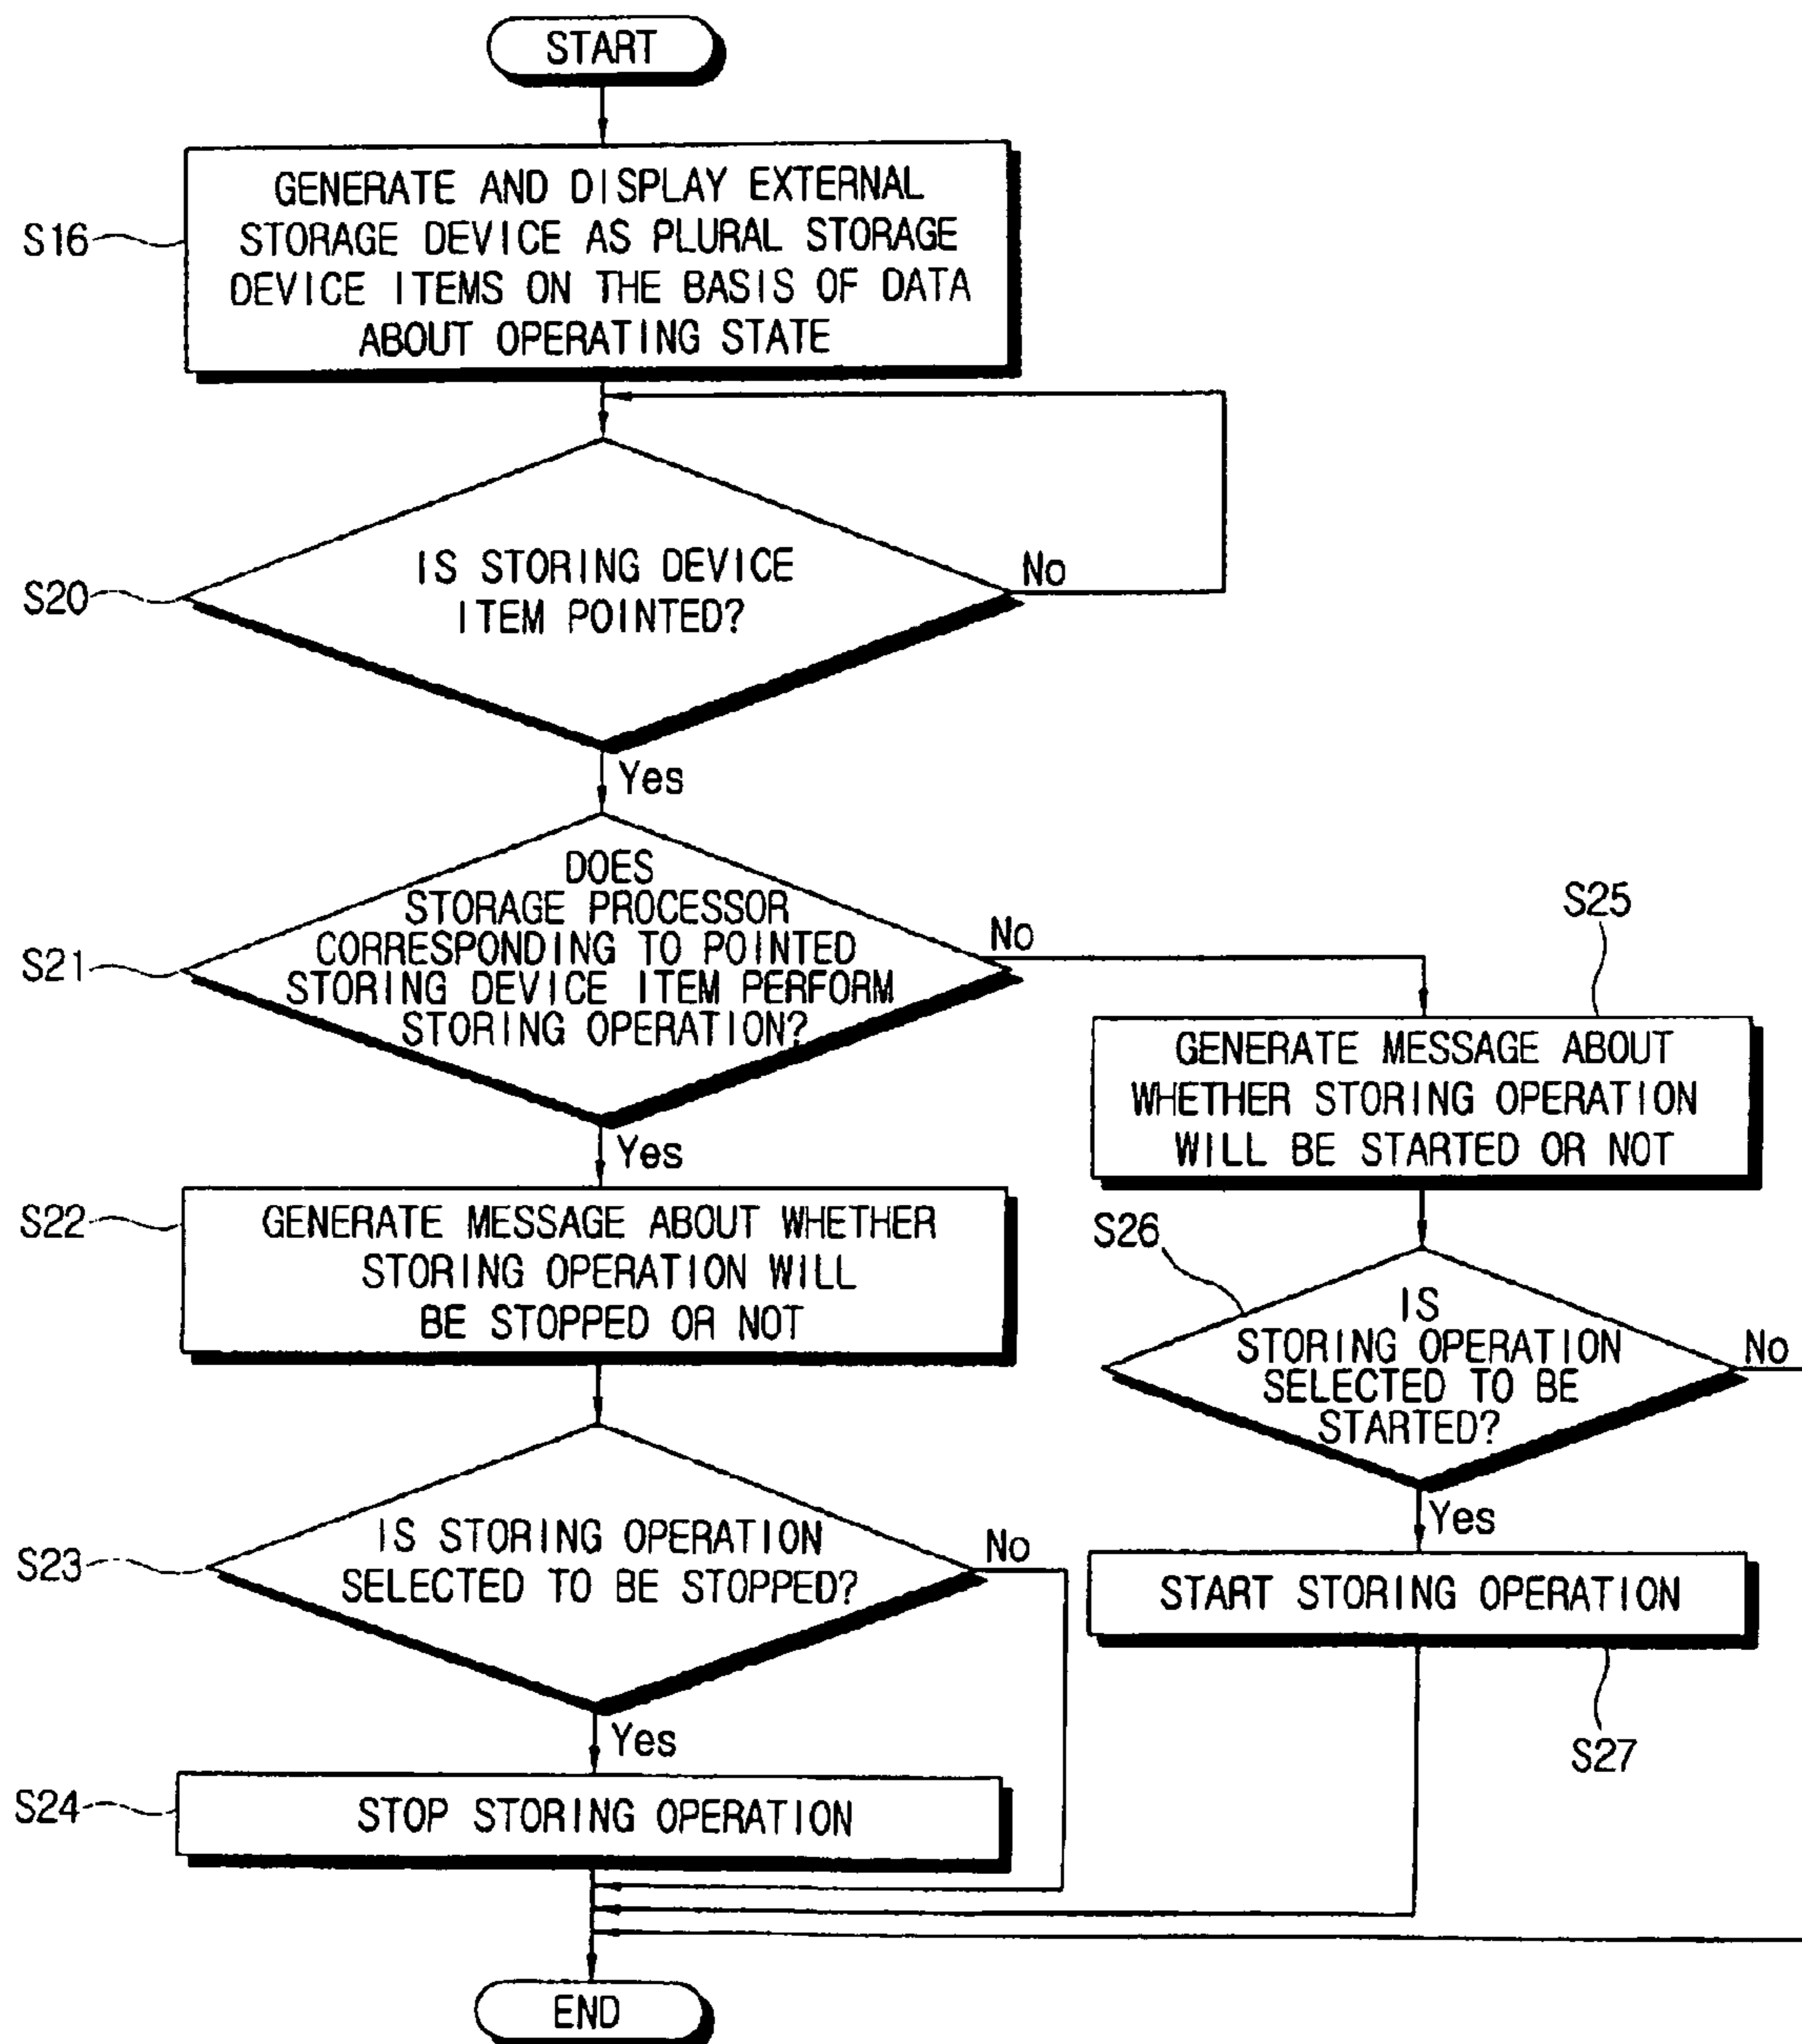 START
S16
GENERATE AND DISPLAY EXTERNAL
STORAGE DEVICE AS PLURAL STORAGE
DEVICE ITEMS ON THE BASIS OF DATA
ABOUT OPERATING STATE
S20
IS STORING DEVICE
ITEM POINTED?
No
Yes
S21
DOES
STORAGE PROCESSOR
CORRESPONDING TO POINTED
STORING DEVICE ITEM PERFORM
STORING OPERATION?
No
Yes
S22
GENERATE MESSAGE ABOUT WHETHER
STORING OPERATION WILL
BE STOPPED OR NOT
S23
IS STORING OPERATION
SELECTED TO BE STOPPED?
No
Yes
S24
STOP STORING OPERATION
S25
GENERATE MESSAGE ABOUT
WHETHER STORING OPERATION
WILL BE STARTED OR NOT
S26
IS
STORING OPERATION
SELECTED TO BE
STARTED?
No
Yes
START STORING OPERATION
S27
END